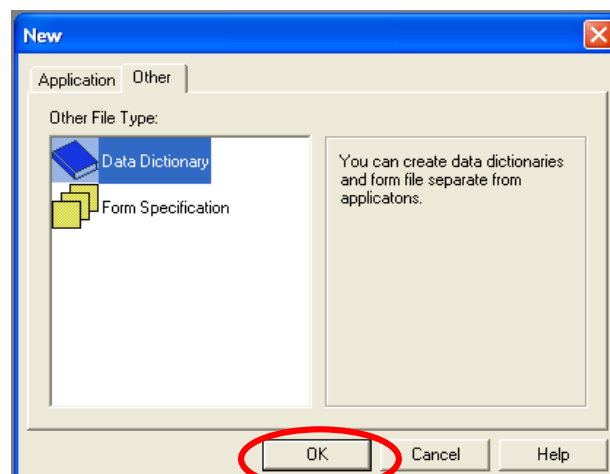 New
Application Other
Other File Type:
Data Dictionary
Form Specification
You can create data dictionaries
and form file separate from
applicatons.
OK Cancel Help